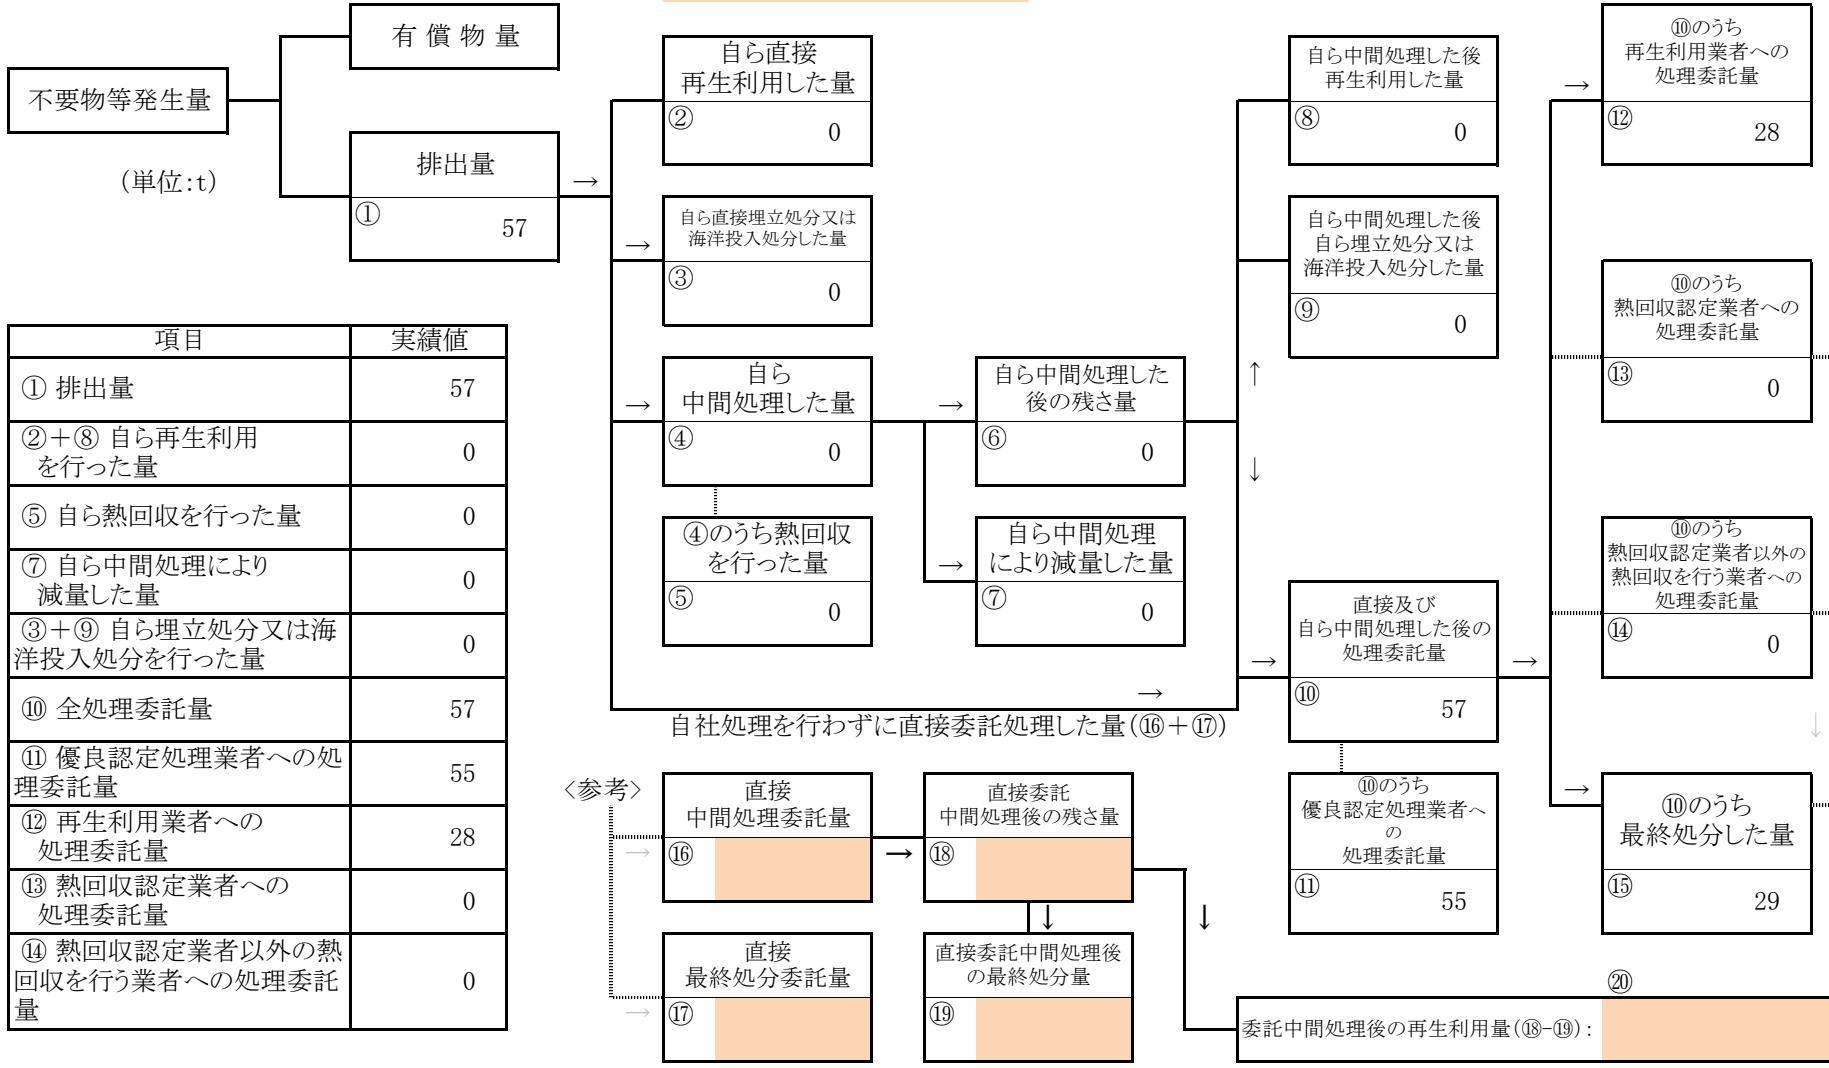 有 償 物 量
不要物等発生量
(単位:t)
排出量
①
57
→
自ら直接
再生利用した量
②
0
→
自ら直接埋立処分又は
海洋投入処分した量
③
0
→
自ら
中間処理した量
④
0
④のうち熱回収
を行った量
⑤
0
→
自ら中間処理した
後の残さ量
⑥
0
→
自ら中間処理
により減量した量
⑦
0
自ら中間処理した後
再生利用した量
⑧
0
自ら中間処理した後
自ら埋立処分又は
海洋投入処分した量
⑨
0
↑
↓
→
自社処理を行わずに直接委託処理した量(⑯+⑰)
→
直接及び
自ら中間処理した後の
処理委託量
⑩
57
→
⑩のうち
優良認定処理業者へ
の
処理委託量
⑪
55
→
⑩のうち
再生利用業者への
処理委託量
⑫
28
⑩のうち
熱回収認定業者への
処理委託量
⑬
0
⑩のうち
熱回収認定業者以外の
熱回収を行う業者への
処理委託量
⑭
0
↓
→
⑩のうち
最終処分した量
⑮
29
項目 実績値
① 排出量 57
②+⑧ 自ら再生利用
を行った量
0
⑤ 自ら熱回収を行った量 0
⑦ 自ら中間処理により
減量した量
0
③+⑨ 自ら埋立処分又は海
洋投入処分を行った量
0
⑩ 全処理委託量 57
⑪ 優良認定処理業者への処
理委託量
55
⑫ 再生利用業者への
処理委託量
28
⑬ 熱回収認定業者への
処理委託量
0
⑭ 熱回収認定業者以外の熱
回収を行う業者への処理委託
量
0
<参考>
→
直接
中間処理委託量
⑯
→
直接委託
中間処理後の残さ量
⑱
↓
↓
→
直接
最終処分委託量
⑰
直接委託中間処理後
の最終処分量
⑲
⑳
委託中間処理後の再生利用量(⑱-⑲):